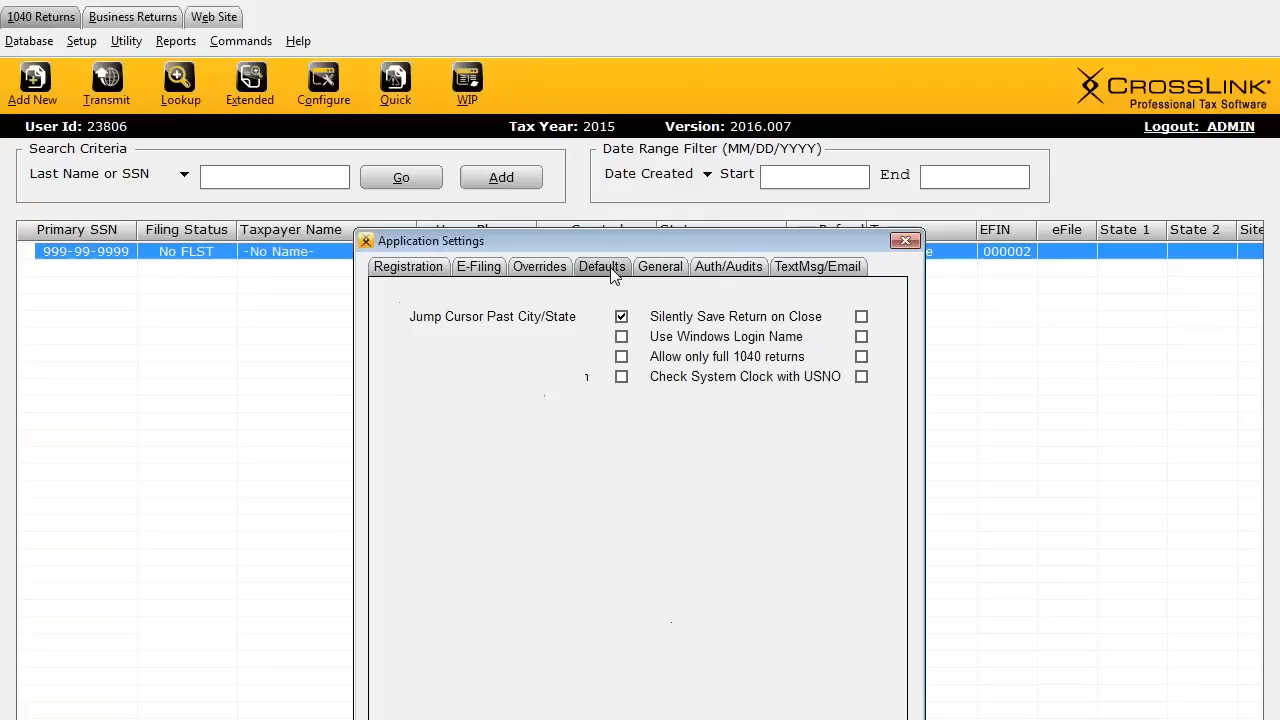 1040 Returns Business Returns Web Site
Database Setup Utility Reports Commands Help
Add New Transmit Lookup Extended Configure Quick WIP
CROSSLINK
Professional Tax Software
User Id: 23806 Tax Year: 2015 Version: 2016.007 Logout: ADMIN
Search Criteria Date Range Filter (MM/DD/YYYY)
Last Name or SSN Go Add Date Created Start End
Primary SSN Filing Status Taxpayer Name EFIN eFile State 1 State 2 Site
999-99-9999 No FLST -No Name- 000002
Application Settings
Registration E-Filing Overrides Defaults General Auth/Audits TextMsg/Email
Jump Cursor Past City/State Silently Save Return on Close
Use Windows Login Name
Allow only full 1040 returns
Check System Clock with USNO